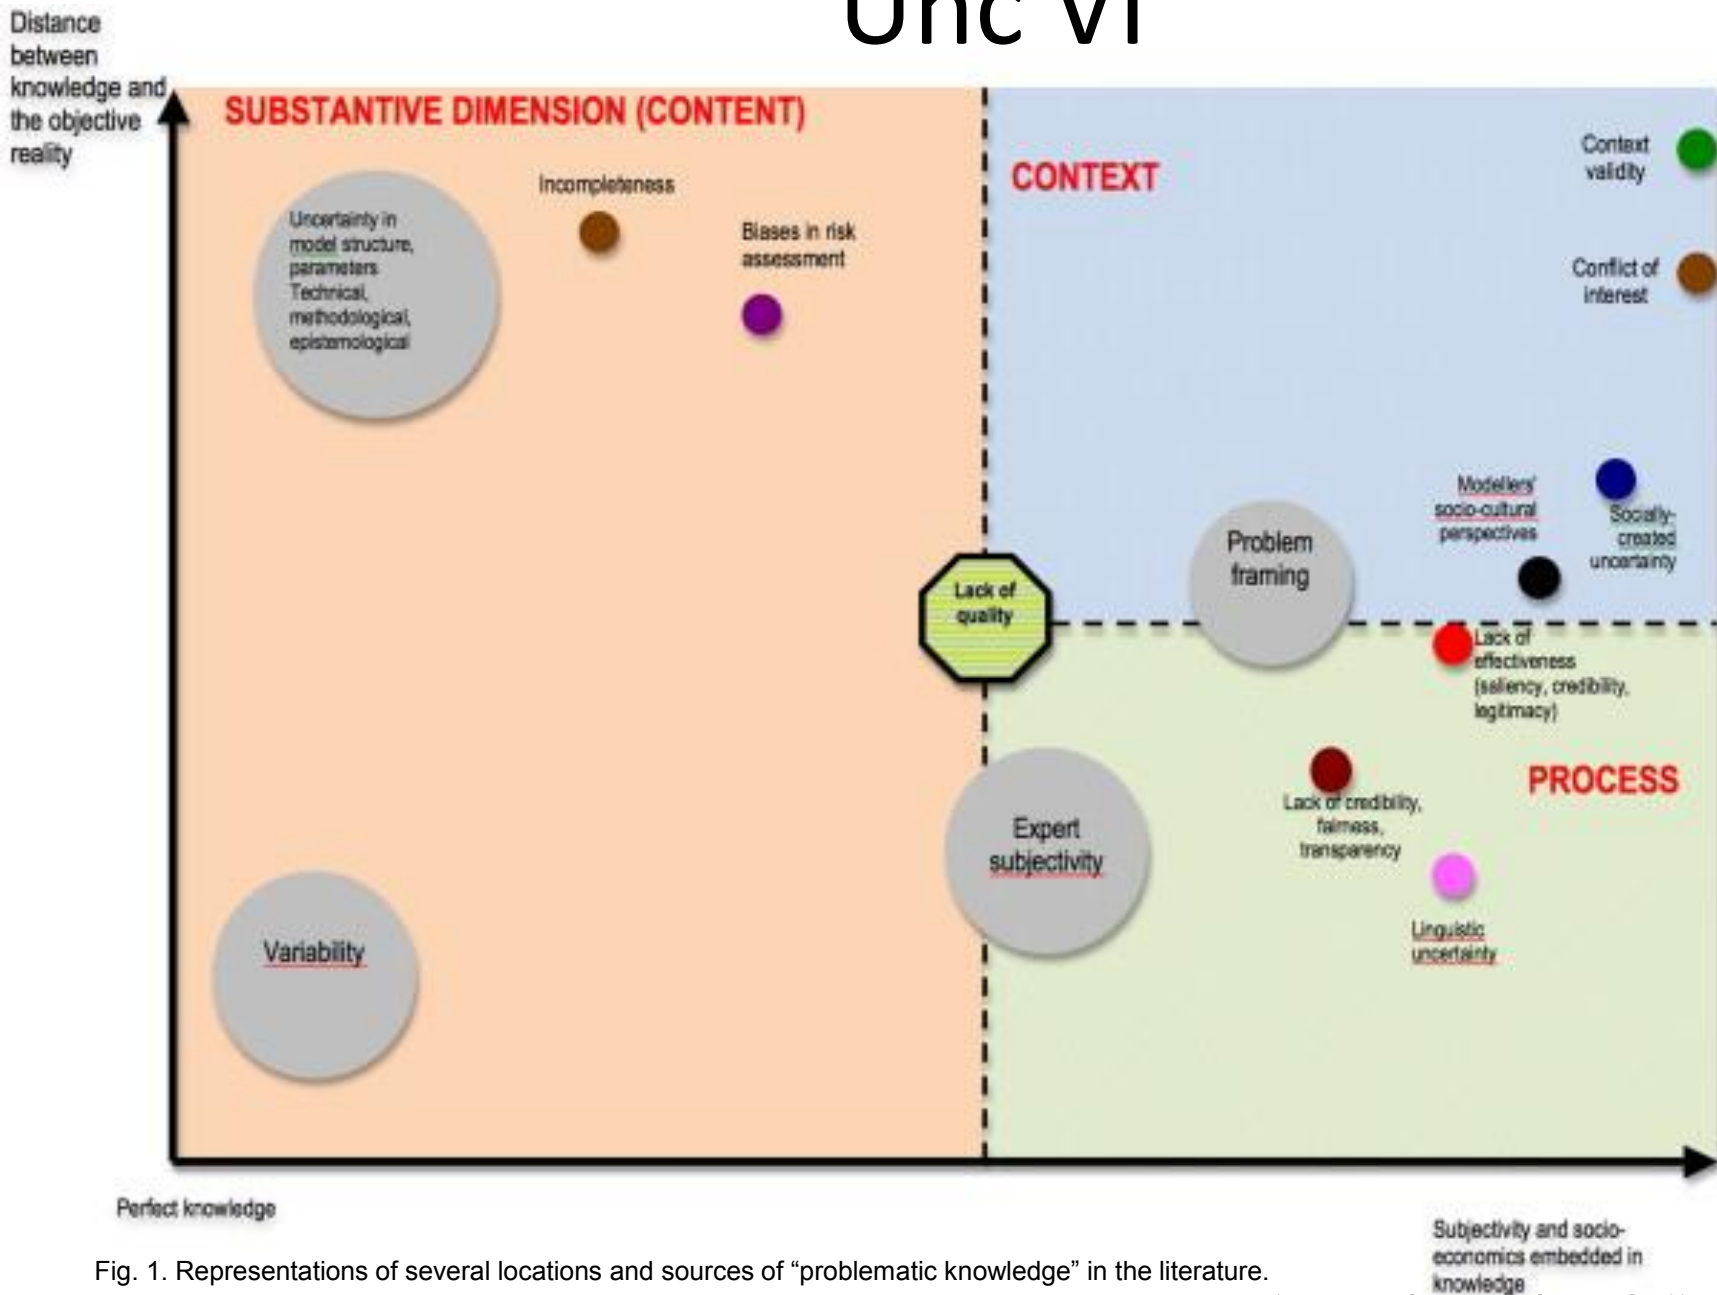 Unc VI
Distance
between
knowledge and
the objective
reality
SUBSTANTIVE DIMENSION (CONTENT)
Uncertainty in
model structure,
parameters
Technical,
methodological,
epistemological
Incompleteness
Biases in risk
assessment
CONTEXT
Context
validity
Conflict of
interest
Modellers'
socio-cultural
perspectives
Socially-
created
uncertainty
Problem
framing
Lack of
quality
Lack of
effectiveness
(saliency, credibility,
legitimacy)
PROCESS
Lack of credibility,
fairness,
transparency
Expert
subjectivity
Linguistic
uncertainty
Variability
Perfect knowledge
Subjectivity and socio-
economics embedded in
knowledge
Fig. 1. Representations of several locations and sources of “problematic knowledge” in the literature.